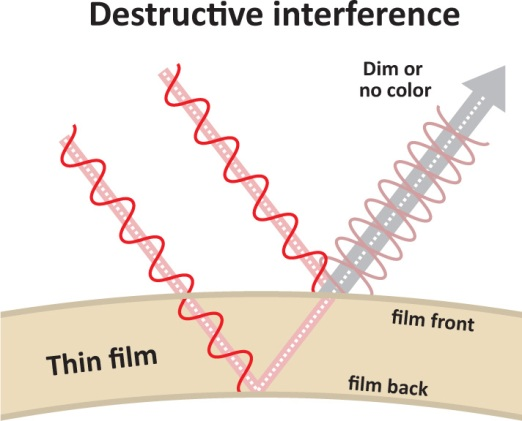 Destructive interference
Dim or
no color
film front
Thin film
film back